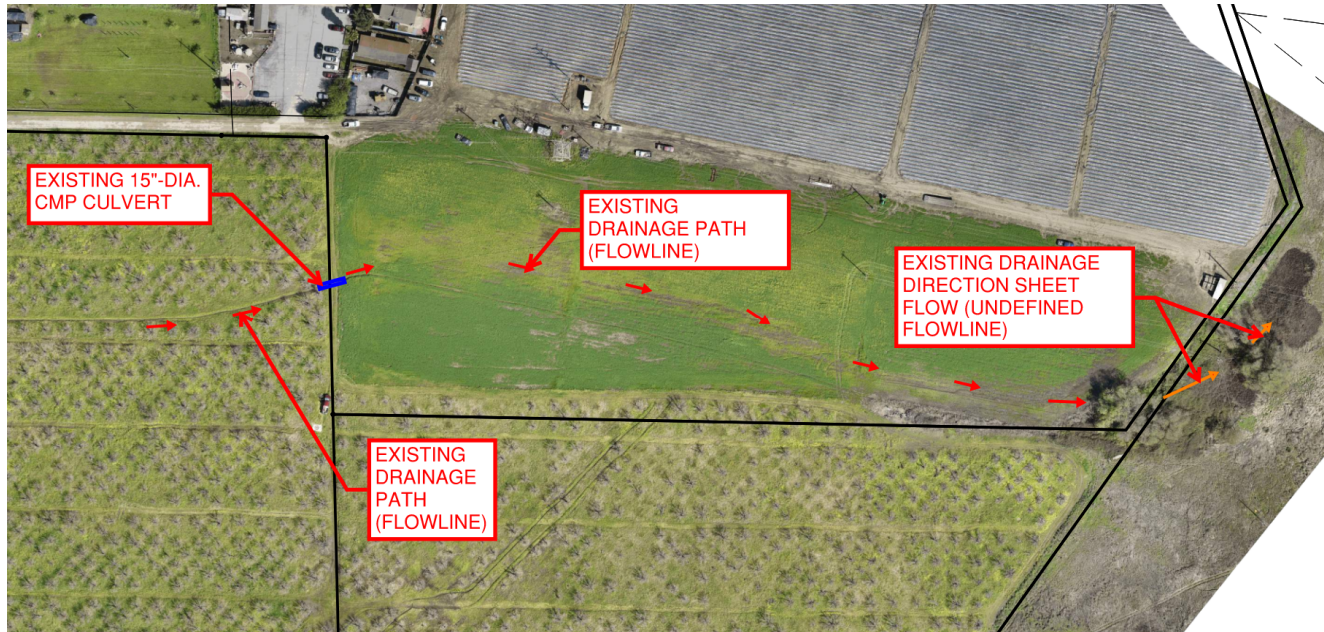 EXISTING 15"-DIA.
CMP CULVERT
EXISTING
DRAINAGE PATH
(FLOWLINE)
EXISTING DRAINAGE
DIRECTION SHEET
FLOW (UNDEFINED
FLOWLINE)
EXISTING
DRAINAGE
PATH
(FLOWLINE)